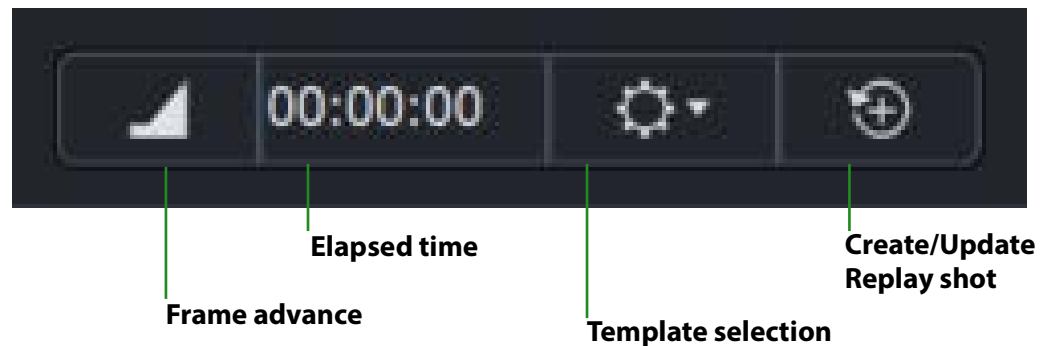 00:00:00
Elapsed time
Create/Update
Replay shot
Frame advance
Template selection